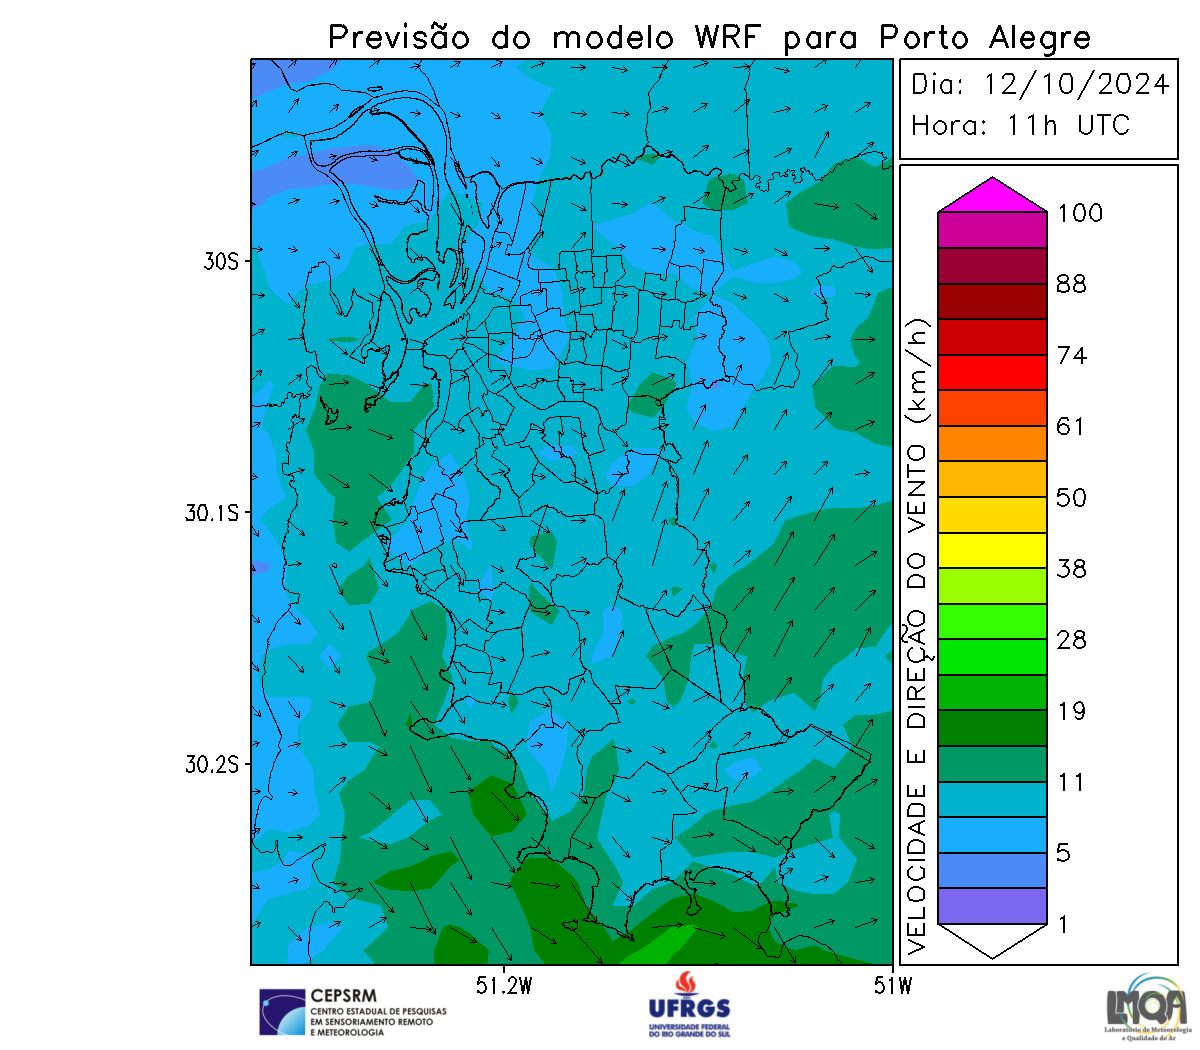 Previsão do modelo WRF para Porto Alegre
Dia: 12/10/2024
Hora: 11h UTC
30S
30.1S
30.2S
51.2W
51W
VELOCIDADE E DIREÇÃO DO VENTO (km/h)
100
88
74
61
50
38
28
19
11
5
1
CEPSRM
CENTRO ESTADUAL DE PESQUISAS
EM SENSORIAMENTO REMOTO
E METEOROLOGIA
UFRGS
UNIVERSIDADE FEDERAL
DO RIO GRANDE DO SUL
LMQA
Laboratório de Meteorologia
e Qualidade do Ar